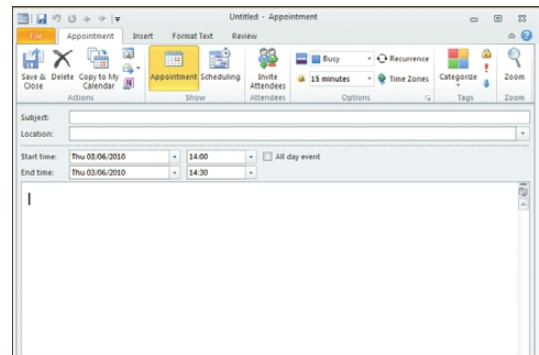 Untitled - Appointment
File Appointment Insert Format Text Review
Save & Close Delete Copy to My Calendar Appointment Scheduling Invite Attendees Busy 15 minutes Recurrence Time Zones Categorize Zoom
Actions Show Attendees Options Tags Zoom
Subject:
Location:
Start time: Thu 03/06/2010 14:00 All day event
End time: Thu 03/06/2010 14:30